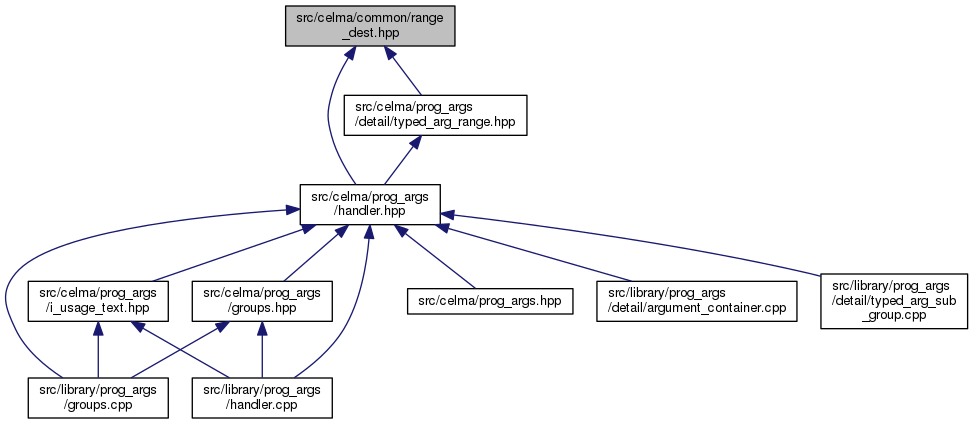 src/celma/common/range
_dest.hpp
src/celma/prog_args
/detail/typed_arg_range.hpp
src/celma/prog_args
/handler.hpp
src/celma/prog_args
/i_usage_text.hpp
src/celma/prog_args
/groups.hpp
src/celma/prog_args.hpp
src/library/prog_args
/detail/argument_container.cpp
src/library/prog_args
/detail/typed_arg_sub
_group.cpp
src/library/prog_args
/groups.cpp
src/library/prog_args
/handler.cpp